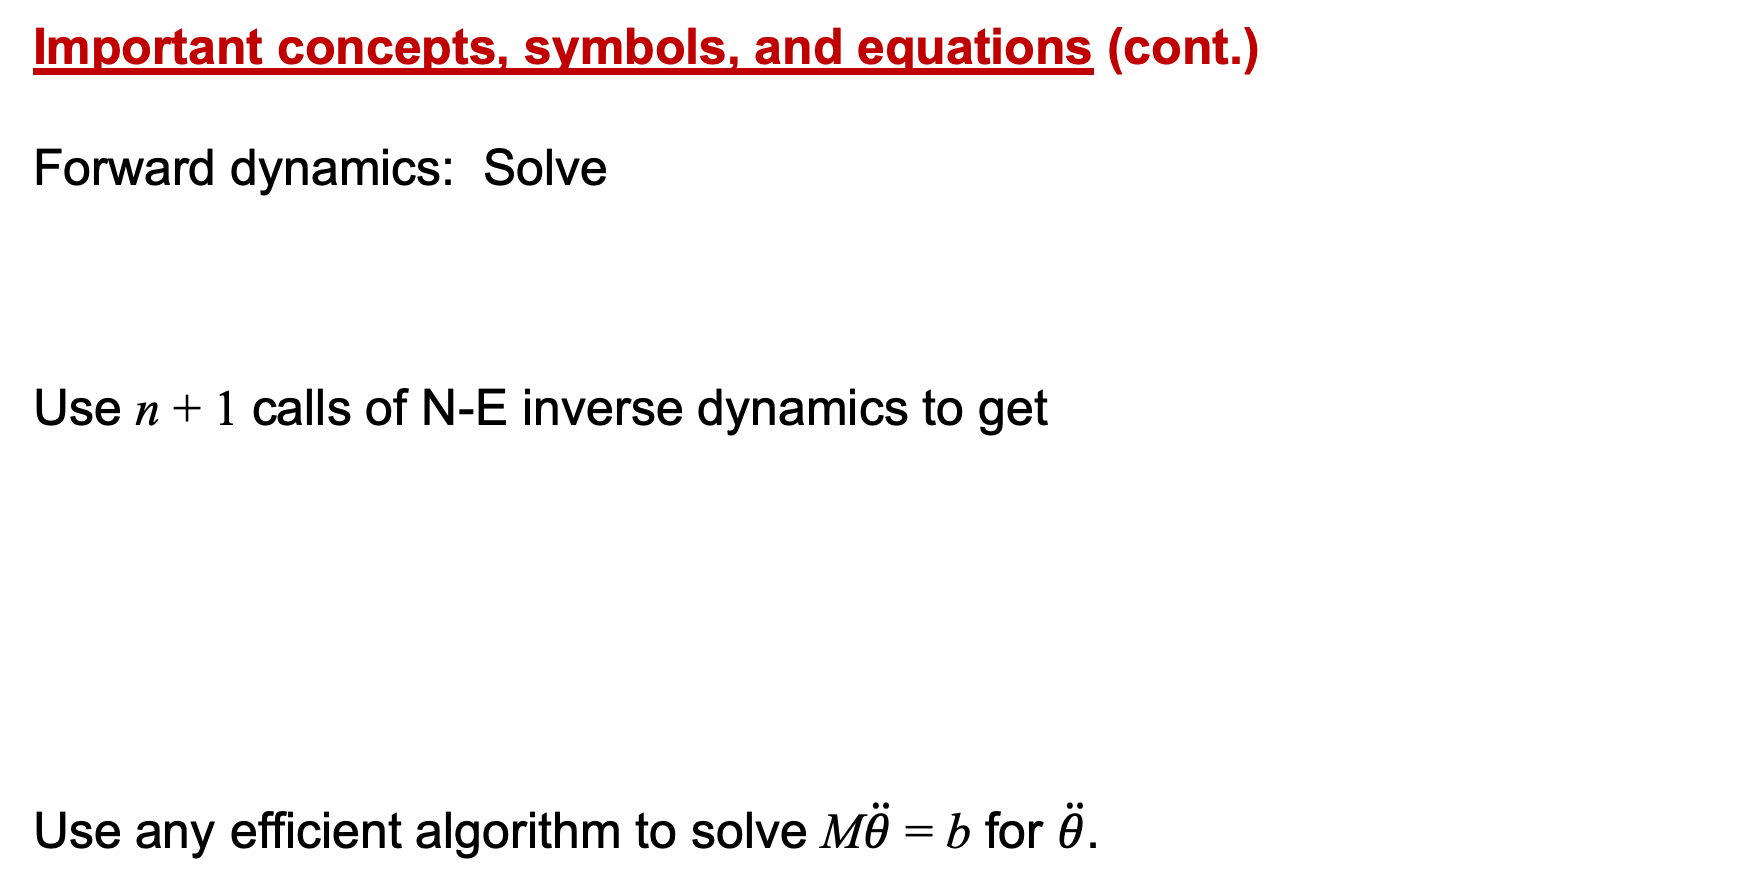 Important concepts, symbols, and equations (cont.)
Forward dynamics: Solve
Use n + 1 calls of N-E inverse dynamics to get
Use any efficient algorithm to solve Mθ̈ = b for θ̈.